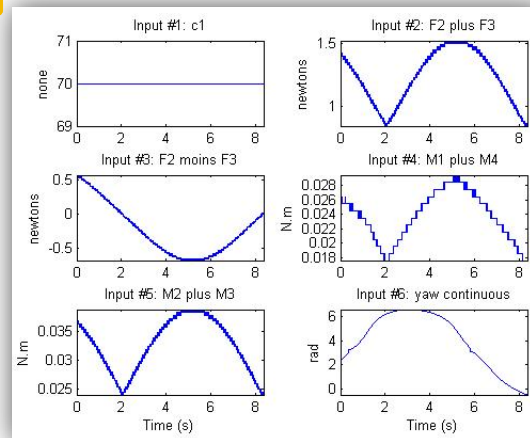 Input #1: c1
none
71
70
69
0 2 4 6 8
Input #2: F2 plus F3
newtons
1.5
1
0 2 4 6 8
Input #3: F2 moins F3
newtons
0.5
0
-0.5
0 2 4 6 8
Input #4: M1 plus M4
N.m
0.028
0.026
0.024
0.022
0.02
0.018
0 2 4 6 8
Input #5: M2 plus M3
N.m
0.035
0.03
0.025
0 2 4 6 8
Time (s)
Input #6: yaw continuous
rad
6
4
2
0
0 2 4 6 8
Time (s)